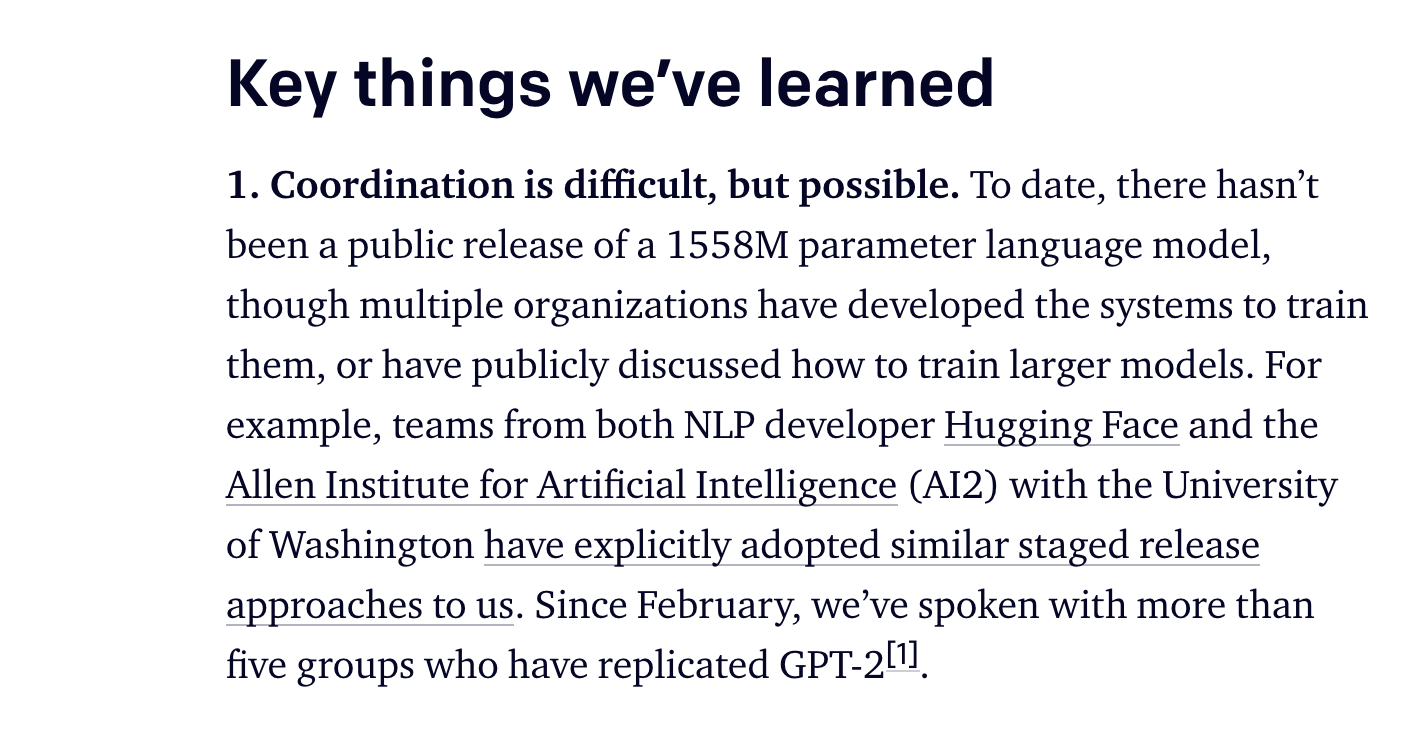 Key things we’ve learned
1. Coordination is difficult, but possible. To date, there hasn’t
been a public release of a 1558M parameter language model,
though multiple organizations have developed the systems to train
them, or have publicly discussed how to train larger models. For
example, teams from both NLP developer Hugging Face and the
Allen Institute for Artificial Intelligence (AI2) with the University
of Washington have explicitly adopted similar staged release
approaches to us. Since February, we’ve spoken with more than
five groups who have replicated GPT-2[1].